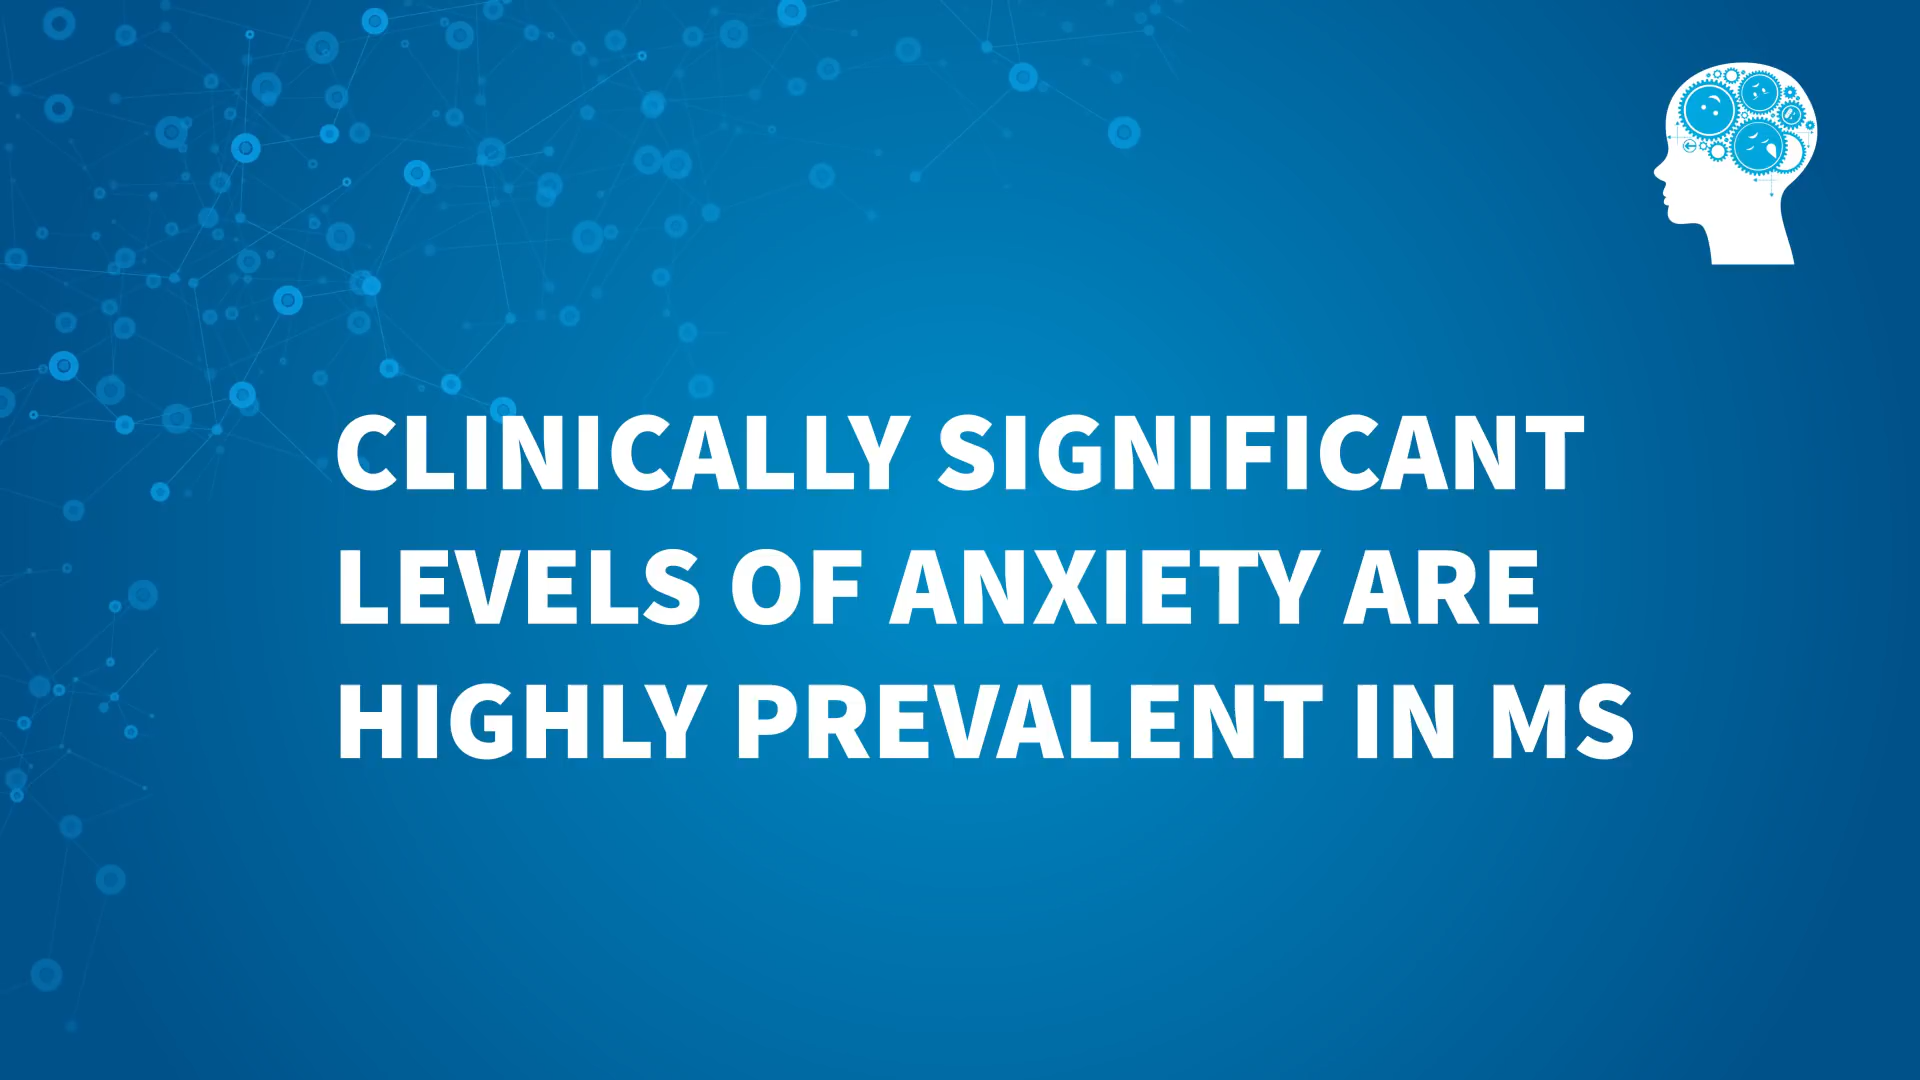 CLINICALLY SIGNIFICANT
LEVELS OF ANXIETY ARE
HIGHLY PREVALENT IN MS